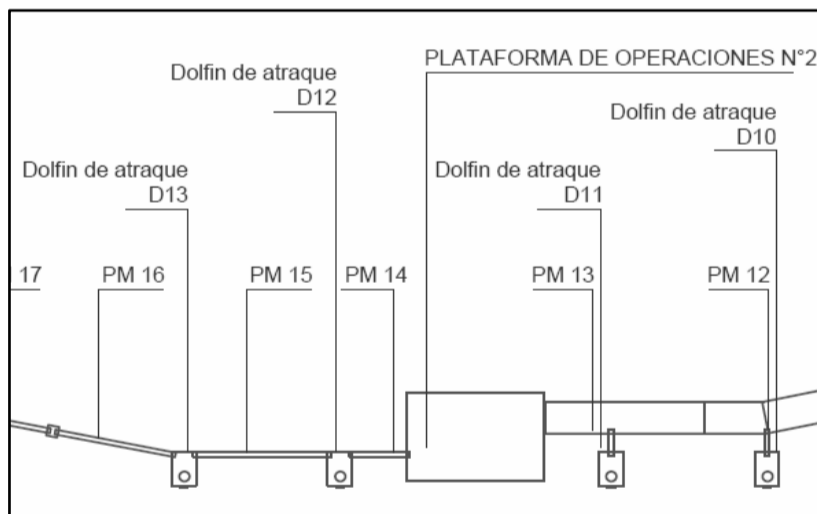 PLATAFORMA DE OPERACIONES N°2
Dolfin de atraque
D12
Dolfin de atraque
D10
Dolfin de atraque
D13
Dolfin de atraque
D11
17
PM 16
PM 15
PM 14
PM 13
PM 12